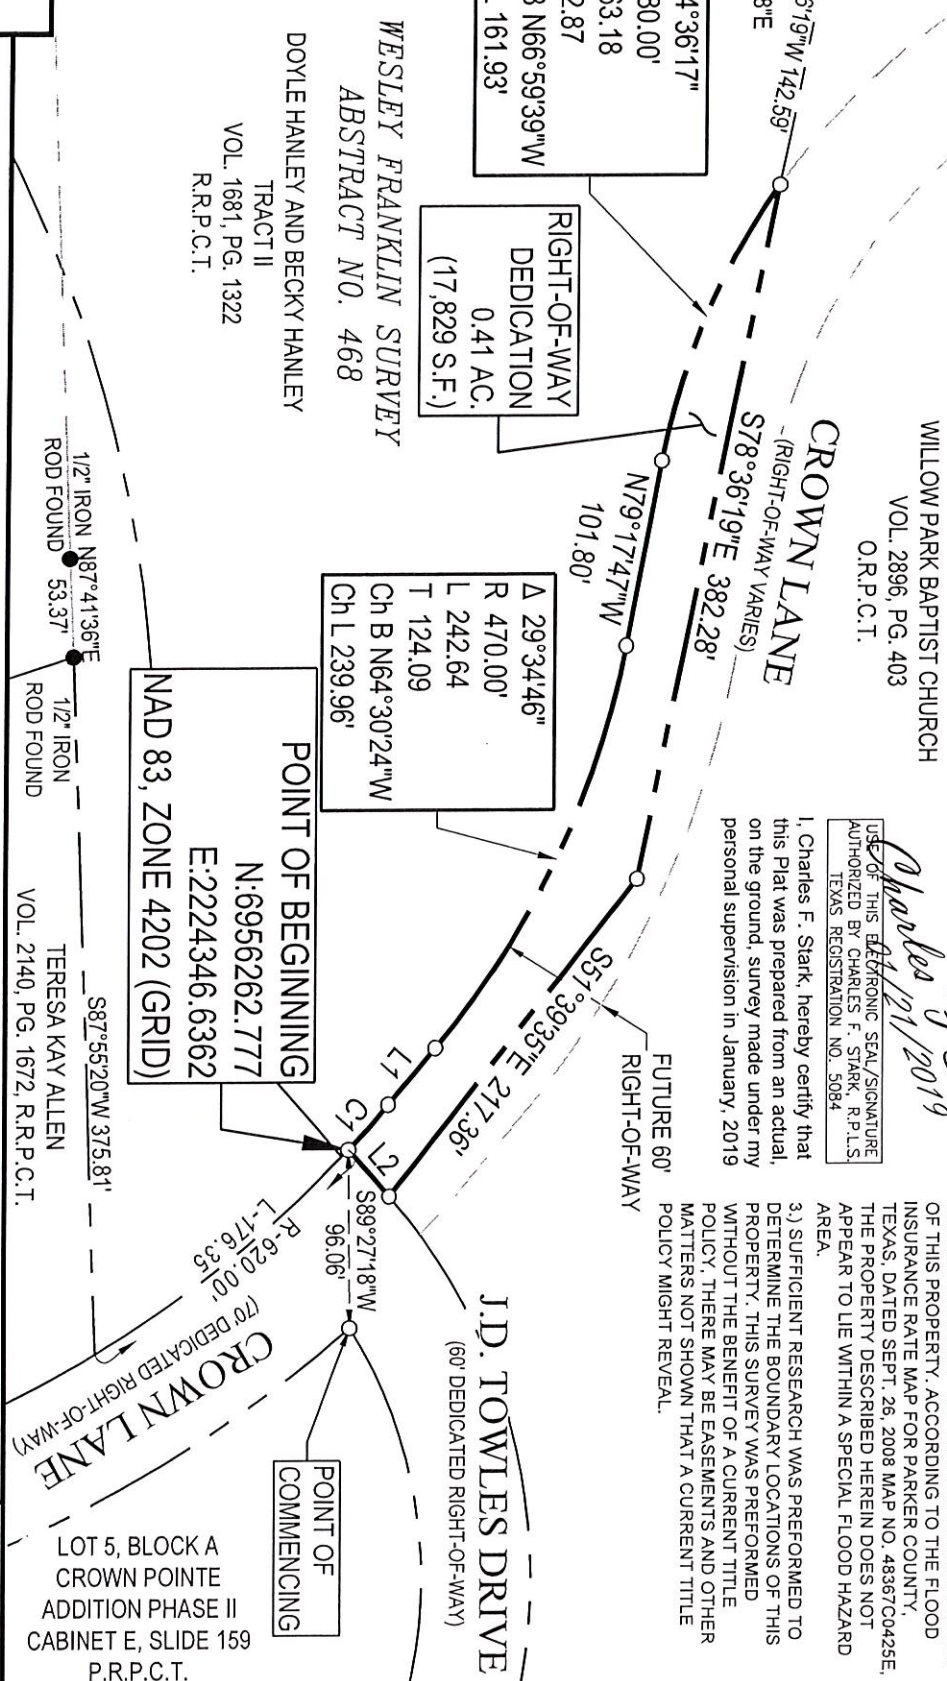 WILLOW PARK BAPTIST CHURCH
VOL. 2896, PG. 403
O.R.P.C.T.
CROWN LANE
(RIGHT-OF-WAY VARIES)
S78°36'19"E 382.28'
6'19"W 142.59'
8"E
4°36'17"
80.00'
63.18
2.87
B N66°59'39"W
L 161.93'
RIGHT-OF-WAY
DEDICATION
0.41 AC.
(17,829 S.F.)
N79°17'47"W
101.80'
WESLEY FRANKLIN SURVEY
ABSTRACT NO. 468
DOYLE HANLEY AND BECKY HANLEY
TRACT II
VOL. 1681, PG. 1322
R.R.P.C.T.
Δ 29°34'46"
R 470.00'
L 242.64
T 124.09
Ch B N64°30'24"W
Ch L 239.96'
POINT OF BEGINNING
N:6956262.777
E:2224346.6362
NAD 83, ZONE 4202 (GRID)
1/2" IRON
ROD FOUND
N87°41'36"E
53.37'
1/2" IRON
ROD FOUND
S87°55'20"W 375.81'
TERESA KAY ALLEN
VOL. 2140, PG. 1672, R.R.P.C.T.
Charles
01/21/2019
USE OF THIS ELECTRONIC SEAL/SIGNATURE
AUTHORIZED BY CHARLES F. STARK, R.P.L.S.
TEXAS REGISTRATION NO. 5084
I, Charles F. Stark, hereby certify that
this Plat was prepared from an actual,
on the ground, survey made under my
personal supervision in January, 2019
S51°39'35"E 217.36'
FUTURE 60'
RIGHT-OF-WAY
L1
C1
L2
S89°27'18"W
96.06'
R- 620.00'
L-176.35
(70' DEDICATED RIGHT-OF-WAY)
CROWN LANE
OF THIS PROPERTY. ACCORDING TO THE FLOOD
INSURANCE RATE MAP FOR PARKER COUNTY,
TEXAS, DATED SEPT. 26, 2008 MAP NO. 48367C0425E,
THE PROPERTY DESCRIBED HEREIN DOES NOT
APPEAR TO LIE WITHIN A SPECIAL FLOOD HAZARD
AREA.
3.) SUFFICIENT RESEARCH WAS PREFORMED TO
DETERMINE THE BOUNDARY LOCATIONS OF THIS
PROPERTY. THIS SURVEY WAS PREFORMED
WITHOUT THE BENEFIT OF A CURRENT TITLE
POLICY, THERE MAY BE EASEMENTS AND OTHER
MATTERS NOT SHOWN THAT A CURRENT TITLE
POLICY MIGHT REVEAL.
J.D. TOWLES DRIVE
(60' DEDICATED RIGHT-OF-WAY)
POINT OF
COMMENCING
LOT 5, BLOCK A
CROWN POINTE
ADDITION PHASE II
CABINET E, SLIDE 159
P.R.P.C.T.